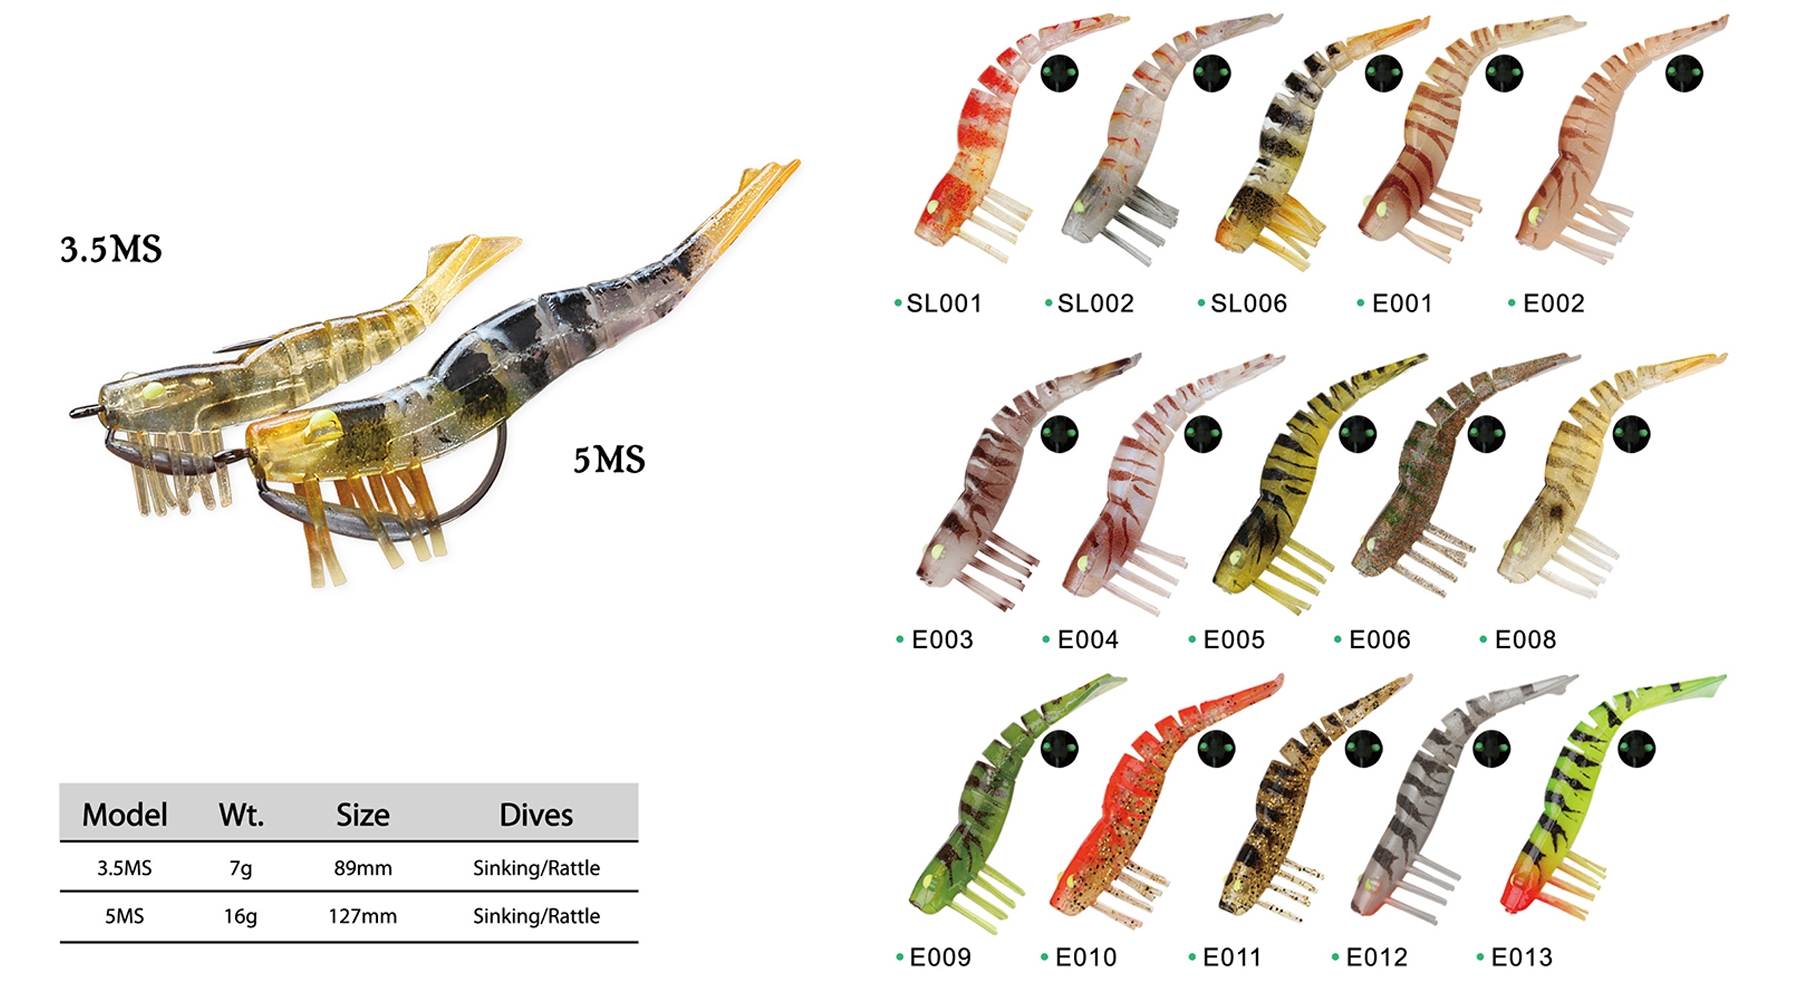 3.5MS
5MS
Model Wt. Size Dives
3.5MS 7g 89mm Sinking/Rattle
5MS 16g 127mm Sinking/Rattle
• SL001 • SL002 • SL006 • E001 • E002
• E003 • E004 • E005 • E006 • E008
• E009 • E010 • E011 • E012 • E013